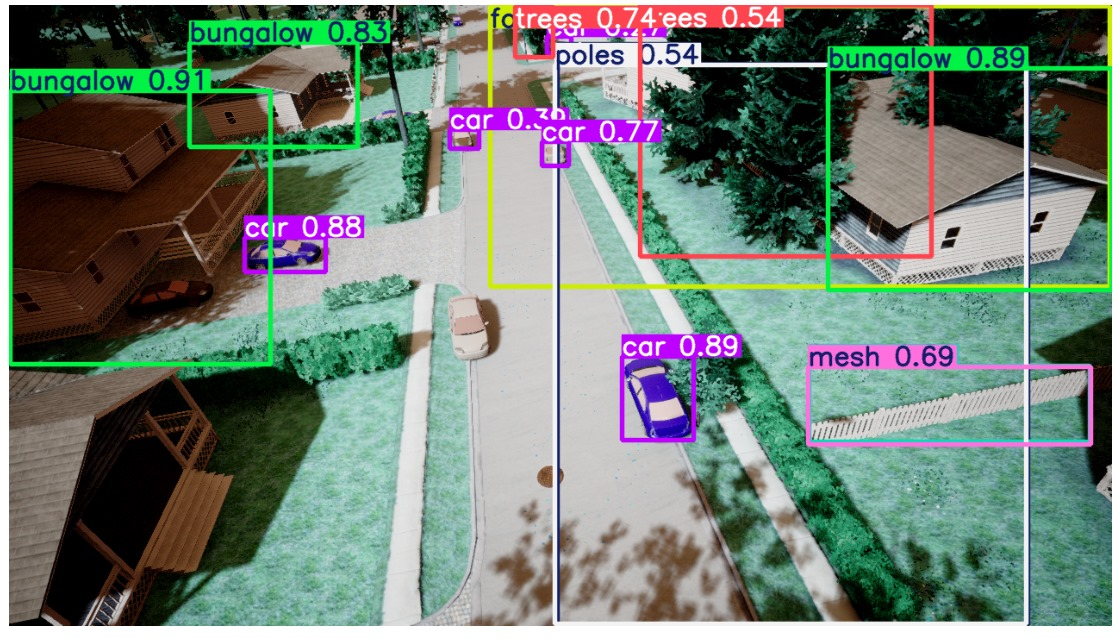 bungalow 0.83
trees 0.74
ees 0.54
poles 0.54
bungalow 0.89
bungalow 0.91
car 0.77
car 0.88
car 0.89
mesh 0.69